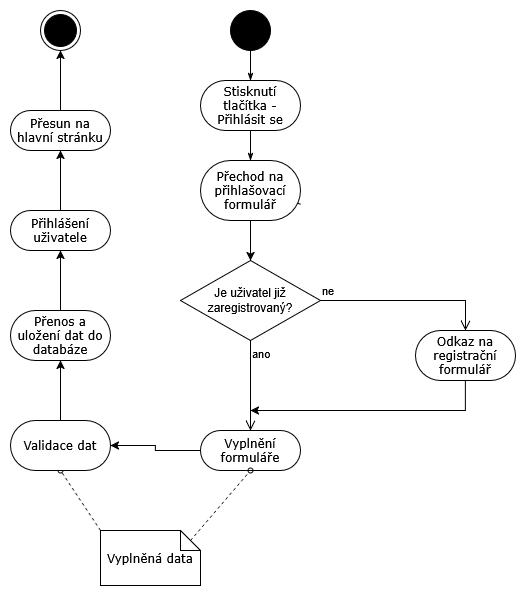 Stisknutí
tlačítka -
Přihlásit se
Přechod na
přihlašovací
formulář
Je uživatel již
zaregistrovaný?
ne
ano
Odkaz na
registrační
formulář
Vyplnění
formuláře
Validace dat
Vyplněná data
Přenos a
uložení dat do
databáze
Přihlášení
uživatele
Přesun na
hlavní stránku